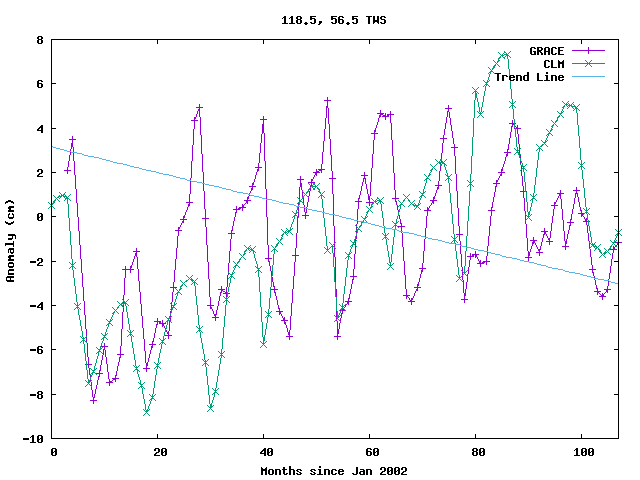 118.5, 56.5 TWS
GRACE
CLM
Trend Line
8
6
4
2
0
-2
-4
-6
-8
-10
Anomaly (cm)
0 20 40 60 80 100
Months since Jan 2002